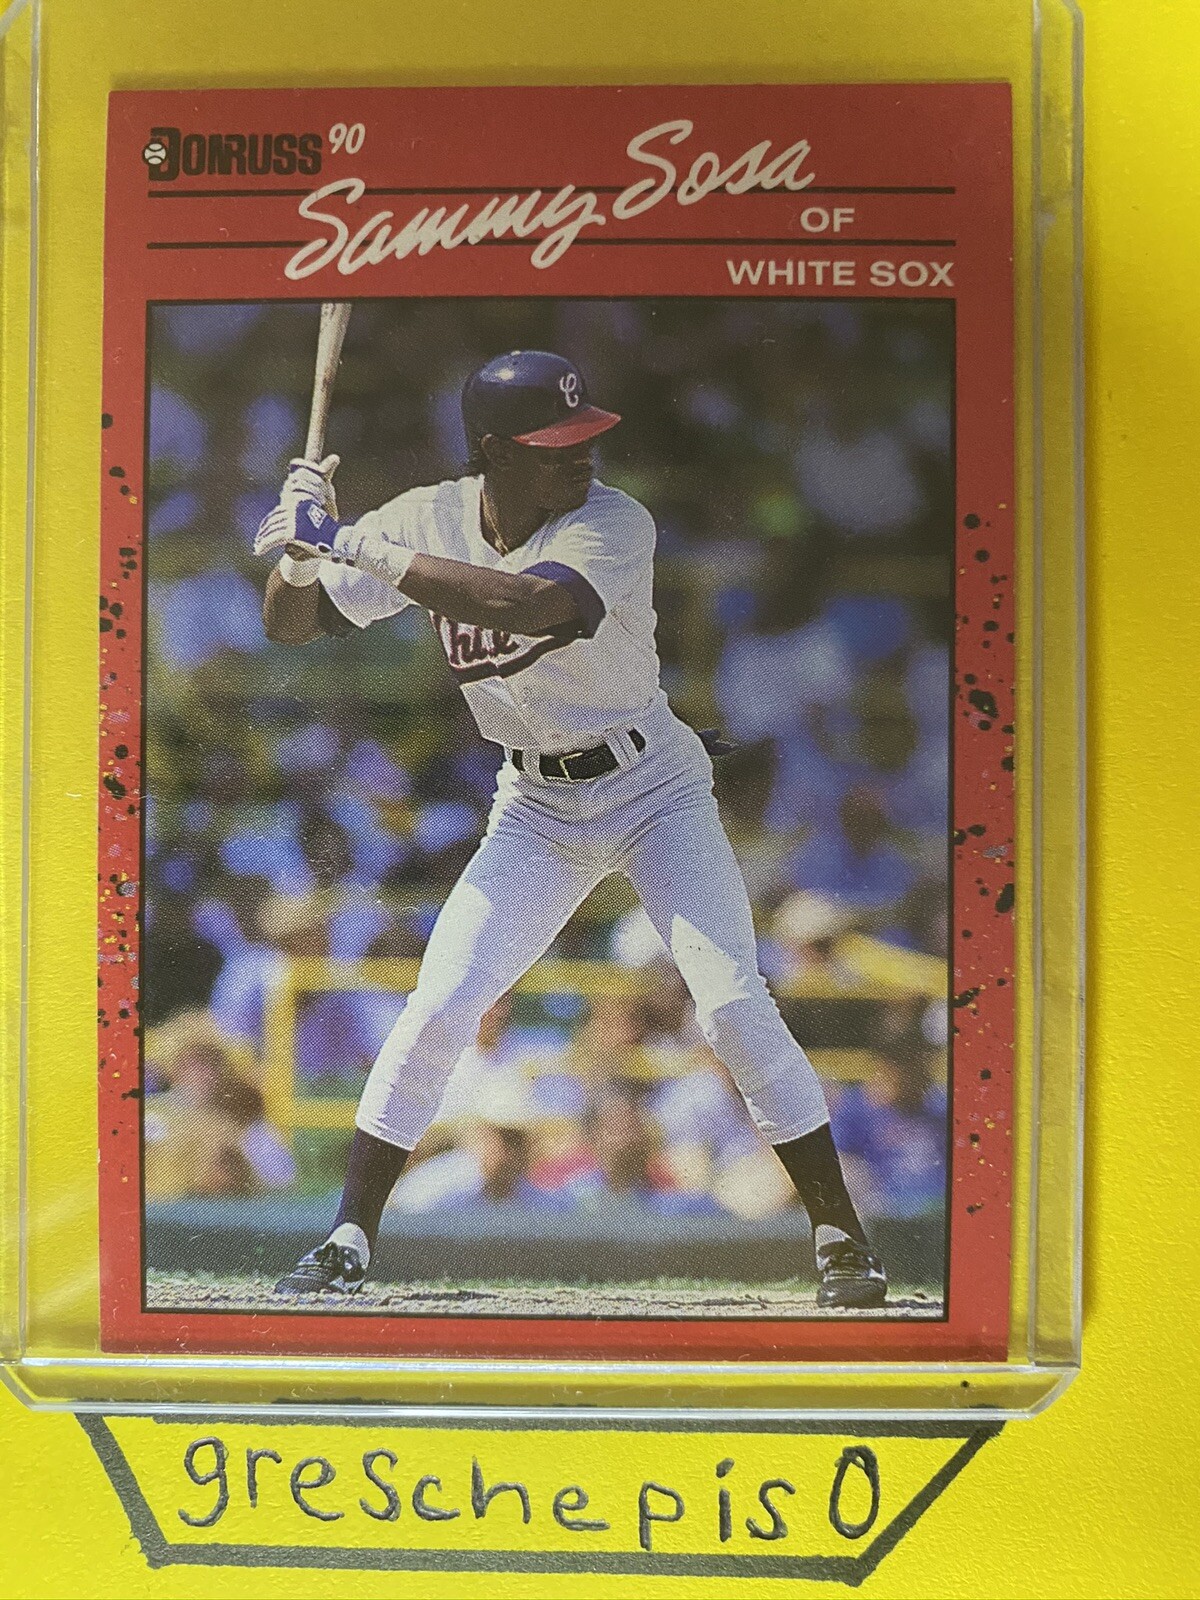 DONRUSS 90
Sammy Sosa
OF
WHITE SOX
C
greschepis0